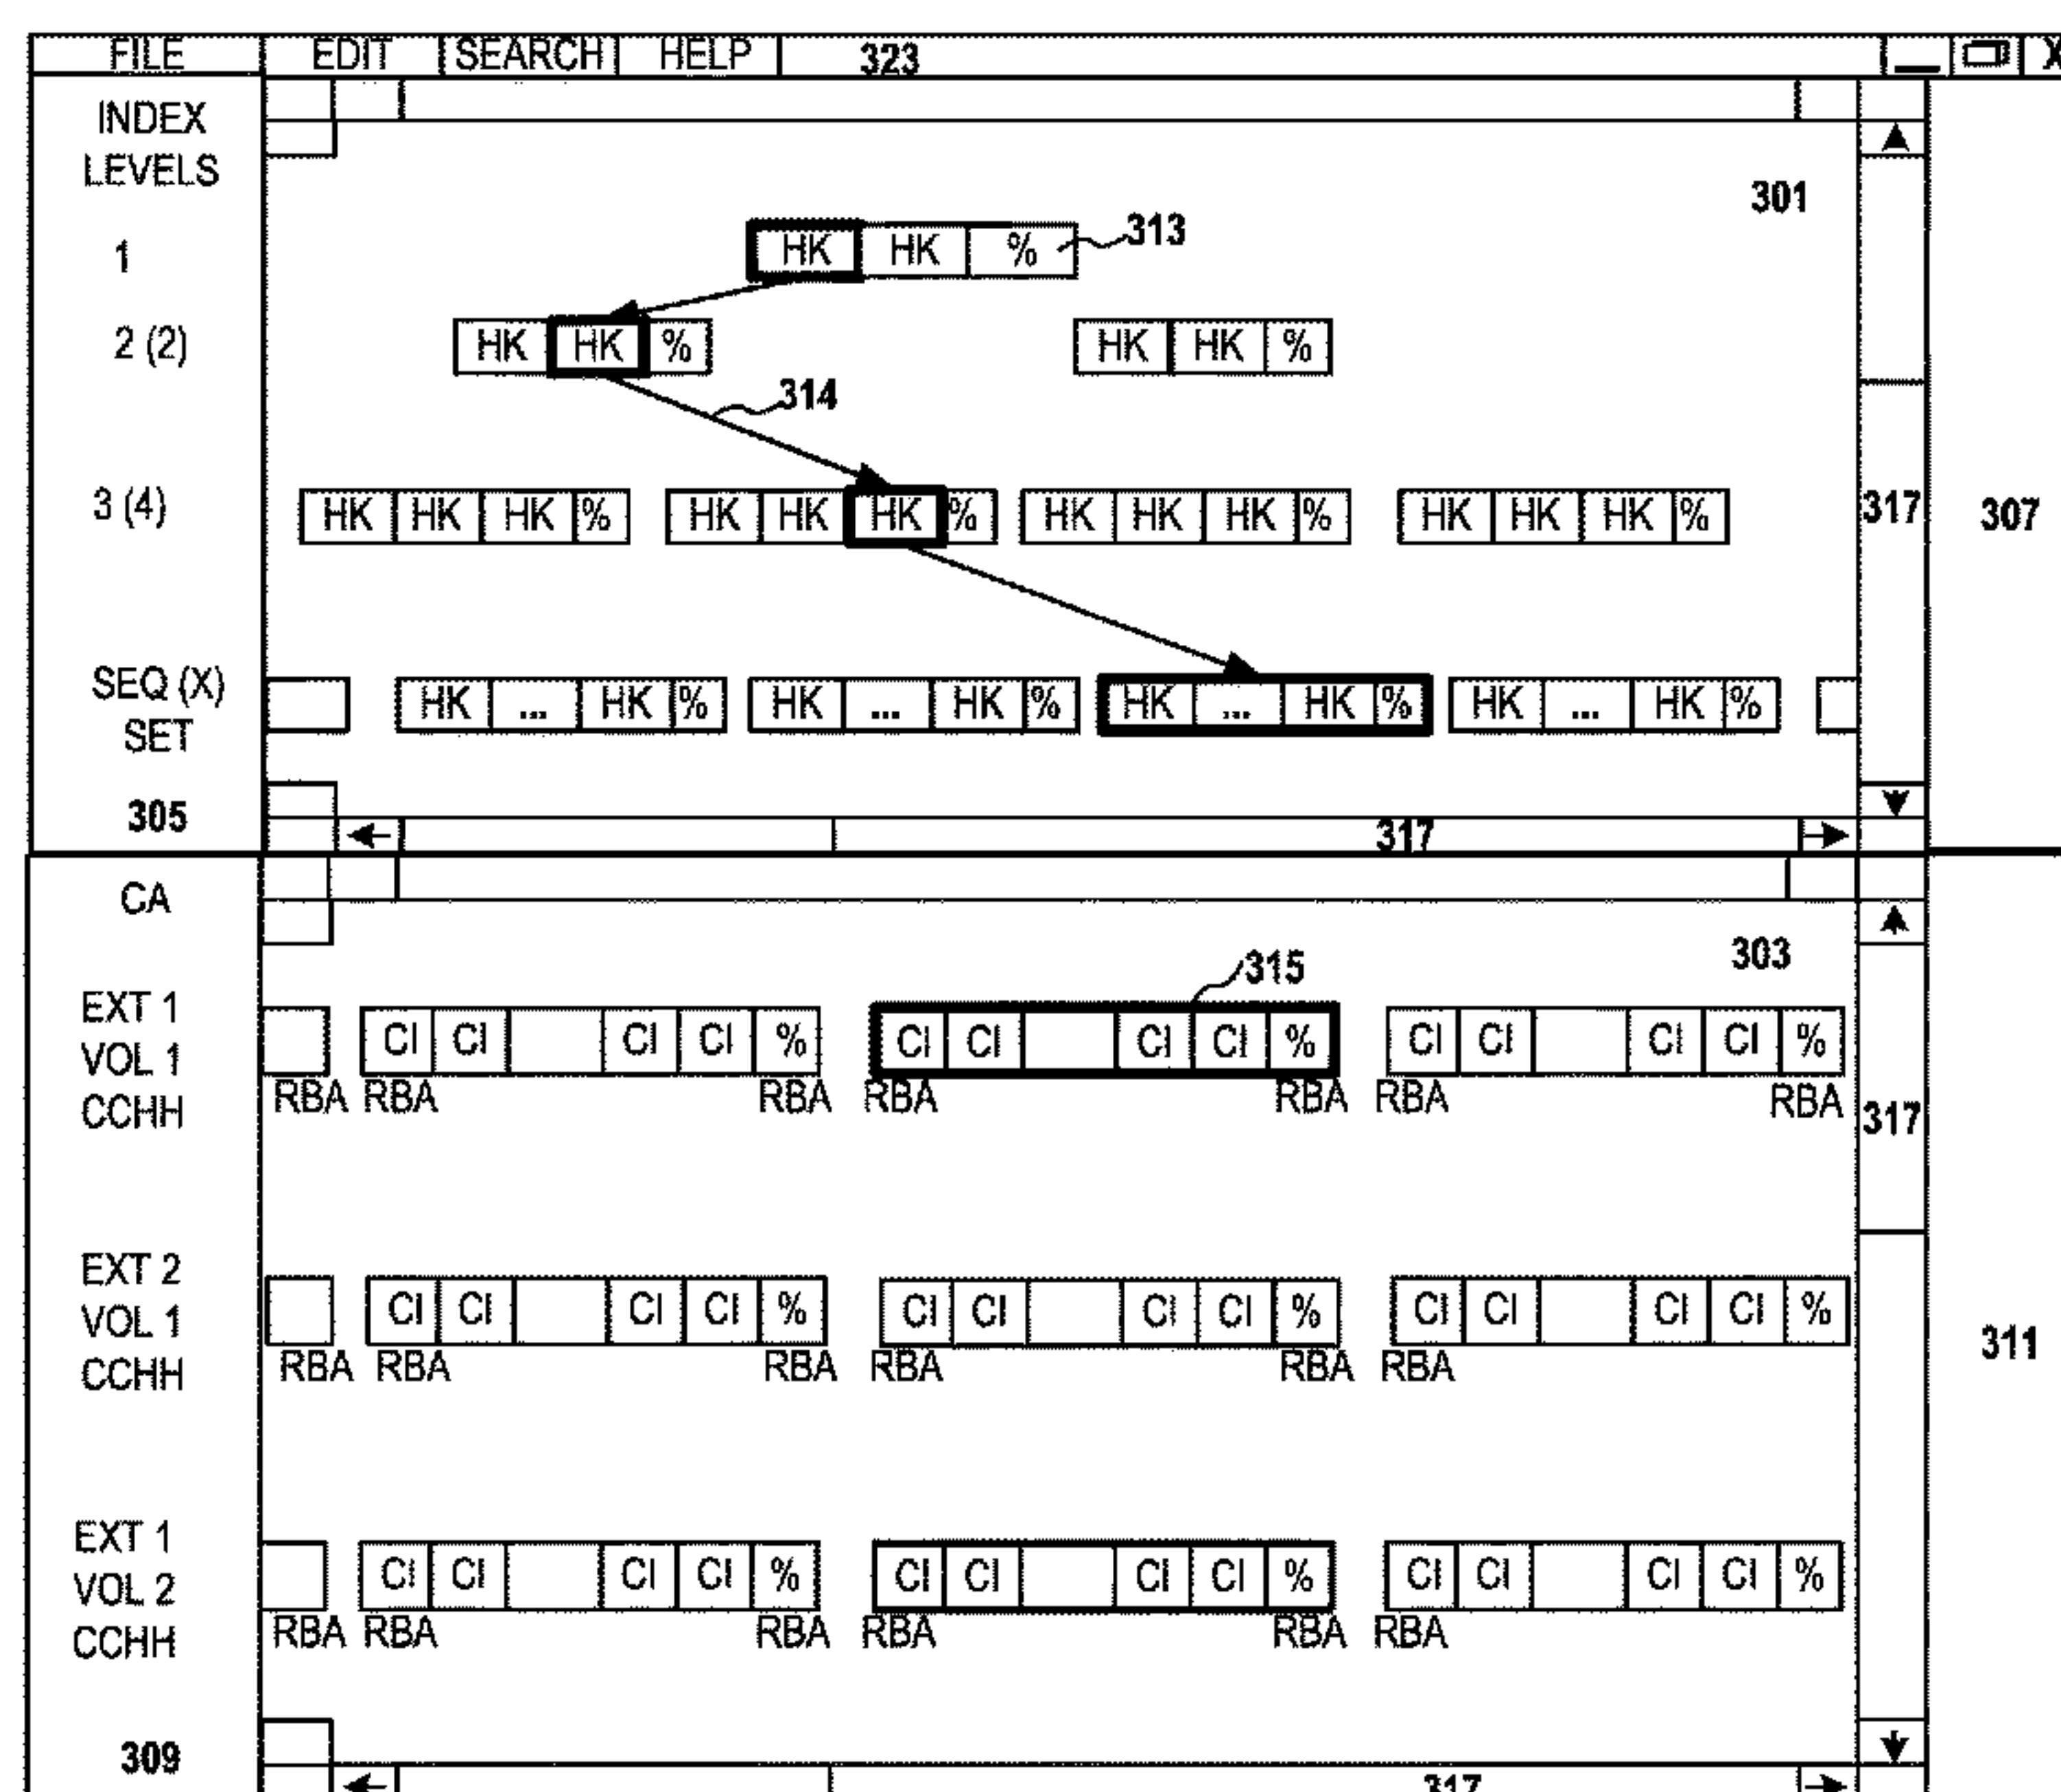 FILE EDIT SEARCH HELP 323 X
INDEX
LEVELS
301
1 HK HK % 313
2 (2) HK HK % HK HK %
314
3 (4) HK HK HK % HK HK HK % HK HK HK % HK HK HK % 317 307
SEQ (X) HK ... HK % HK ... HK % HK ... HK % HK ... HK %
SET
305
317
CA
303
315
EXT 1
VOL 1 CI CI CI CI % CI CI CI CI % CI CI CI CI %
CCHH RBA RBA RBA RBA RBA RBA RBA 317
EXT 2
VOL 1 CI CI CI CI % CI CI CI CI % CI CI CI CI % 311
CCHH RBA RBA RBA RBA RBA RBA
EXT 1
VOL 2 CI CI CI CI % CI CI CI CI % CI CI CI CI %
CCHH RBA RBA RBA RBA RBA RBA
309
317